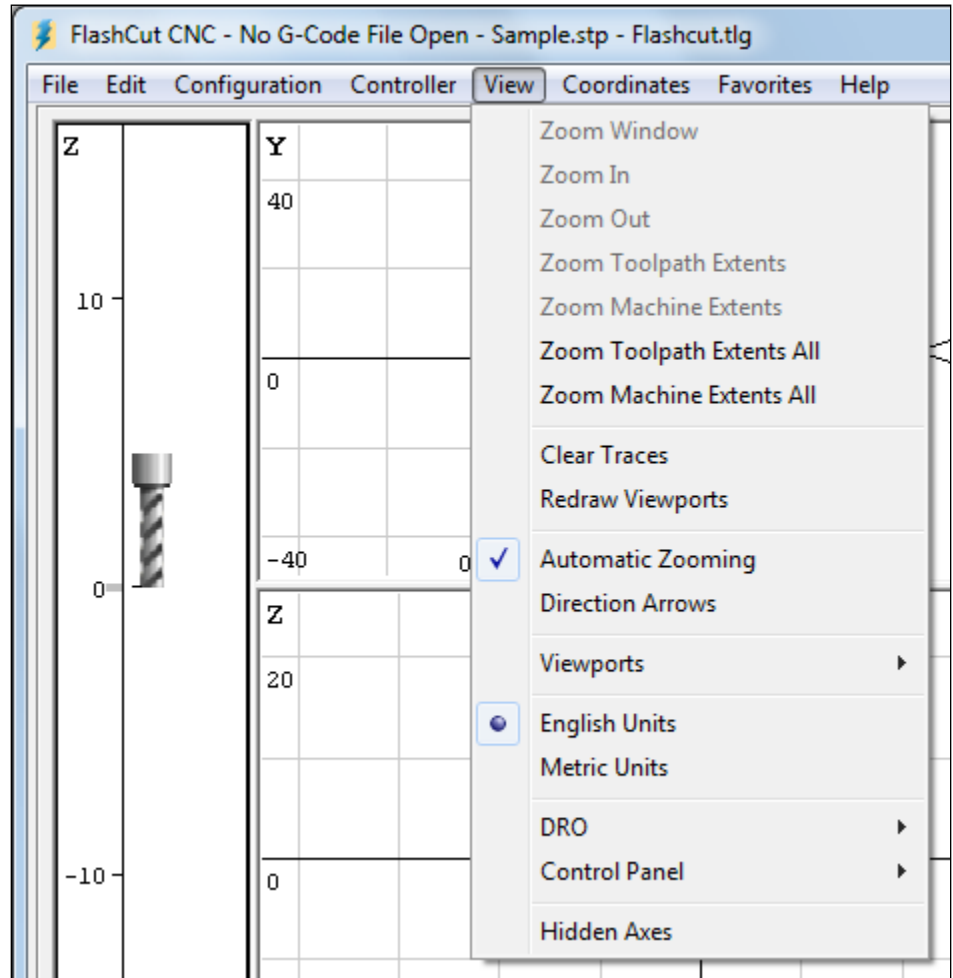 FlashCut CNC - No G-Code File Open - Sample.stp - Flashcut.tlg
File Edit Configuration Controller View Coordinates Favorites Help
Z
10
0
-10
Y
40
0
-40
0
Z
20
0
Zoom Window
Zoom In
Zoom Out
Zoom Toolpath Extents
Zoom Machine Extents
Zoom Toolpath Extents All
Zoom Machine Extents All
Clear Traces
Redraw Viewports
Automatic Zooming
Direction Arrows
Viewports
English Units
Metric Units
DRO
Control Panel
Hidden Axes